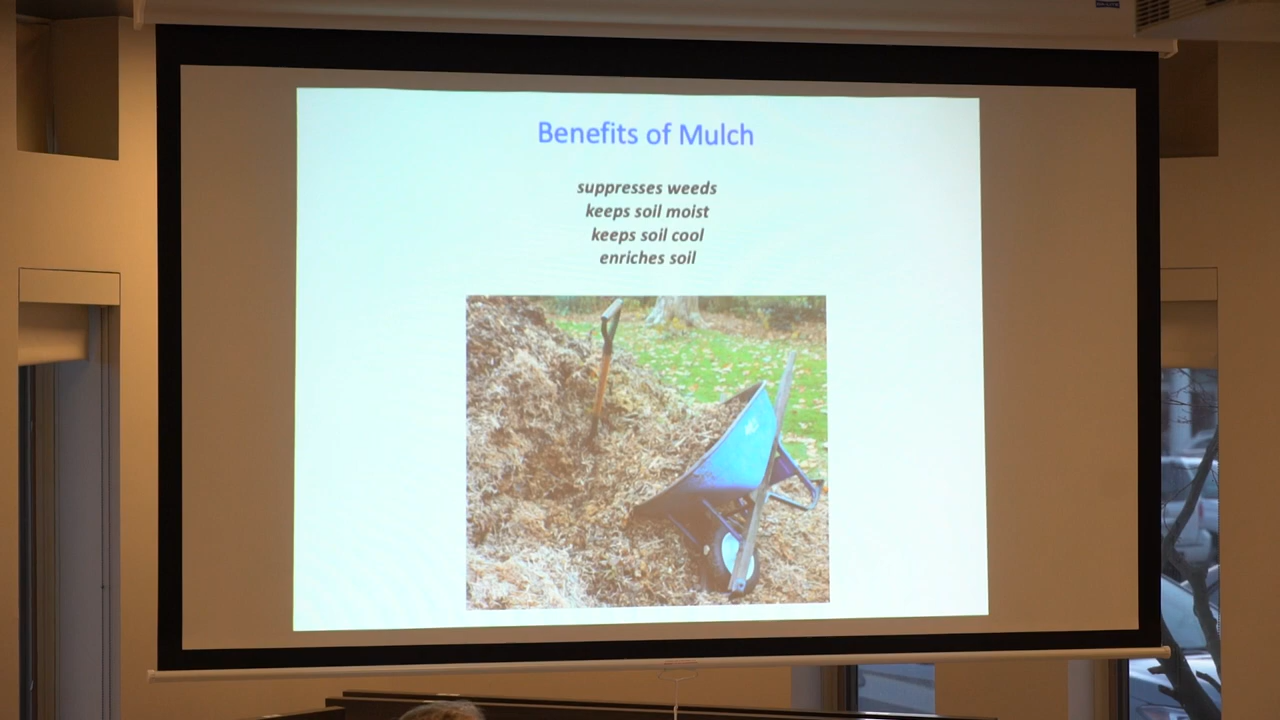 Benefits of Mulch
suppresses weeds
keeps soil moist
keeps soil cool
enriches soil